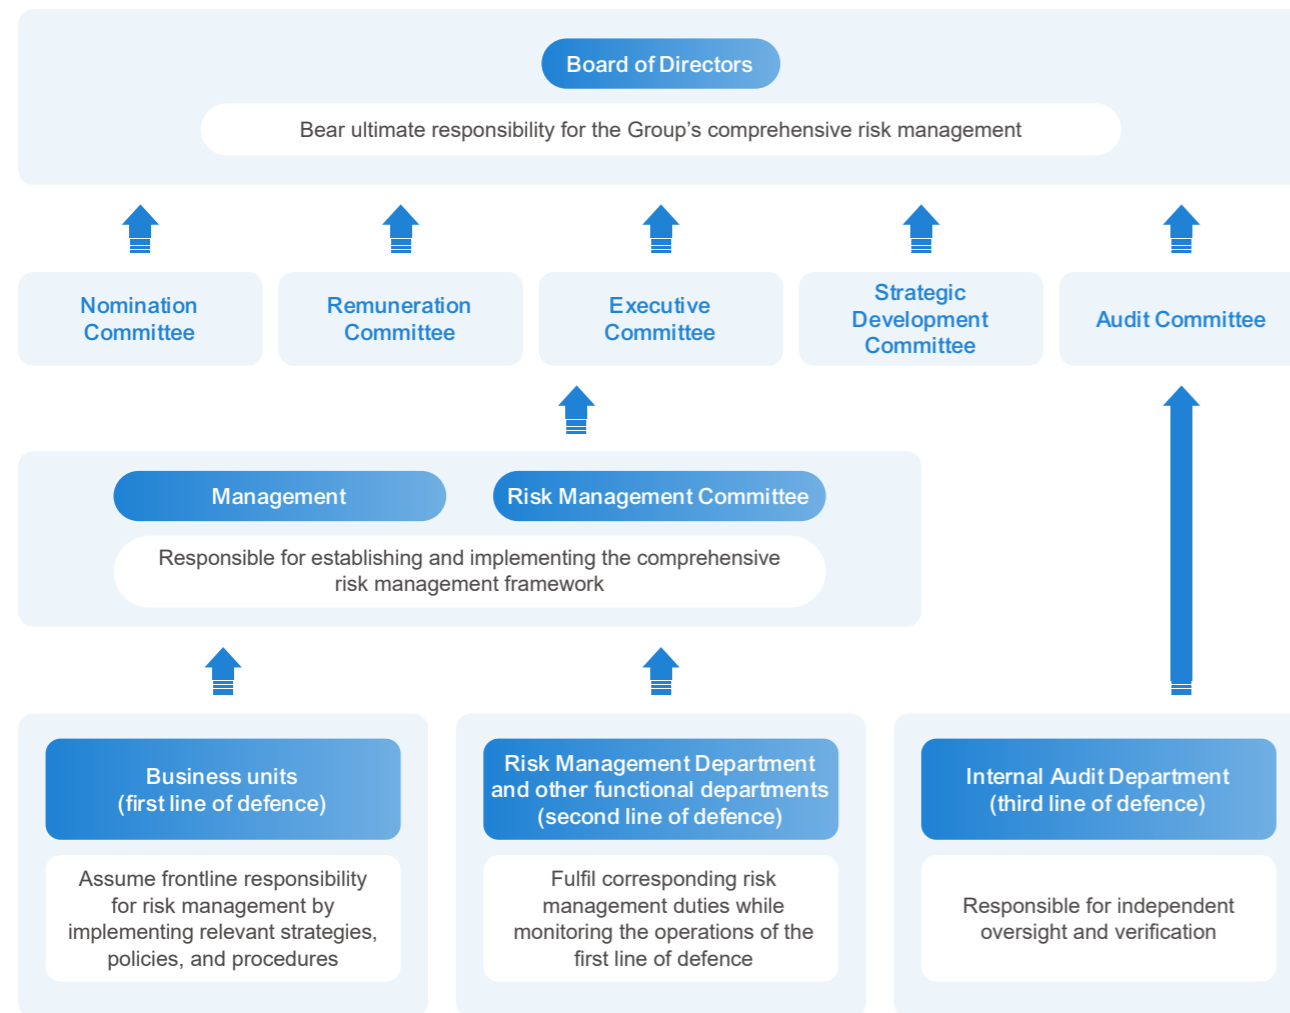 Board of Directors
Bear ultimate responsibility for the Group’s comprehensive risk management
Nomination
Committee
Remuneration
Committee
Executive
Committee
Strategic
Development
Committee
Audit Committee
Management
Risk Management Committee
Responsible for establishing and implementing the comprehensive
risk management framework
Business units
(first line of defence)
Assume frontline responsibility
for risk management by
implementing relevant strategies,
policies, and procedures
Risk Management Department
and other functional departments
(second line of defence)
Fulfil corresponding risk
management duties while
monitoring the operations of the
first line of defence
Internal Audit Department
(third line of defence)
Responsible for independent
oversight and verification